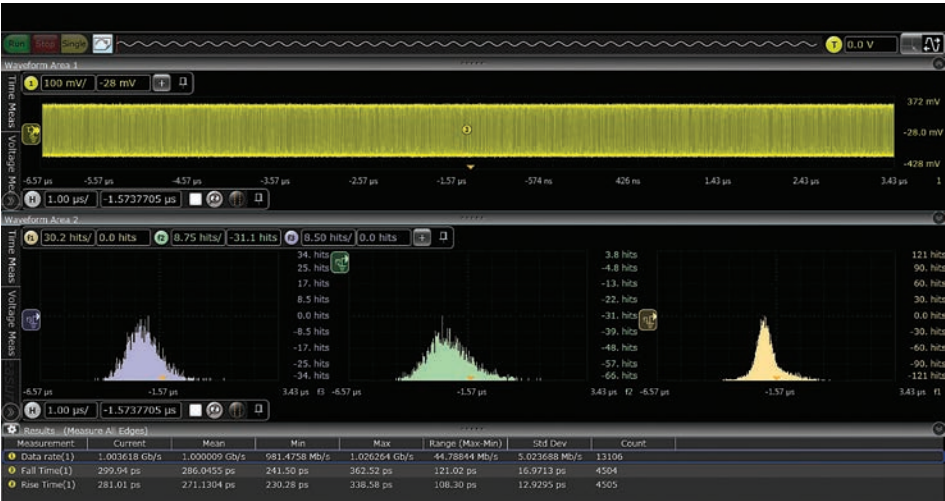 Run Stop Single T 0.0 V
Waveform Area 1
1 100 mV/ -28 mV +
Time Meas
Voltage Meas
372 mV
-28.0 mV
-428 mV
-6.57 µs -5.57 µs -4.57 µs -3.57 µs -2.57 µs -1.57 µs -574 ns 426 ns 1.43 µs 2.43 µs 3.43 µs 1
H 1.00 µs/ -1.5737705 µs
Waveform Area 2
f1 30.2 hits/ 0.0 hits f2 8.75 hits/ -31.1 hits f3 8.50 hits/ 0.0 hits +
Time Meas
Voltage Meas
34. hits 3.8 hits 121 hits
25. hits -4.8 hits 90. hits
17. hits -13. hits 60. hits
8.5 hits -22. hits 30. hits
0.0 hits -31. hits 0.0 hits
-8.5 hits -39. hits -30. hits
-17. hits -48. hits -60. hits
-25. hits -57. hits -90. hits
-34. hits -66. hits -121 hits
-6.57 µs -1.57 µs 3.43 µs f3 -6.57 µs -1.57 µs 3.43 µs f2 -6.57 µs -1.57 µs 3.43 µs f1
H 1.00 µs/ -1.5737705 µs
Results (Measure All Edges)
Measurement Current Mean Min Max Range (Max-Min) Std Dev Count
Data rate(1) 1.003618 Gb/s 1.000009 Gb/s 981.4758 Mb/s 1.026264 Gb/s 44.78844 Mb/s 5.023688 Mb/s 13106
Fall Time(1) 299.94 ps 286.0455 ps 241.50 ps 362.52 ps 121.02 ps 16.9713 ps 4504
Rise Time(1) 281.01 ps 271.1304 ps 230.28 ps 338.58 ps 108.30 ps 12.9295 ps 4505